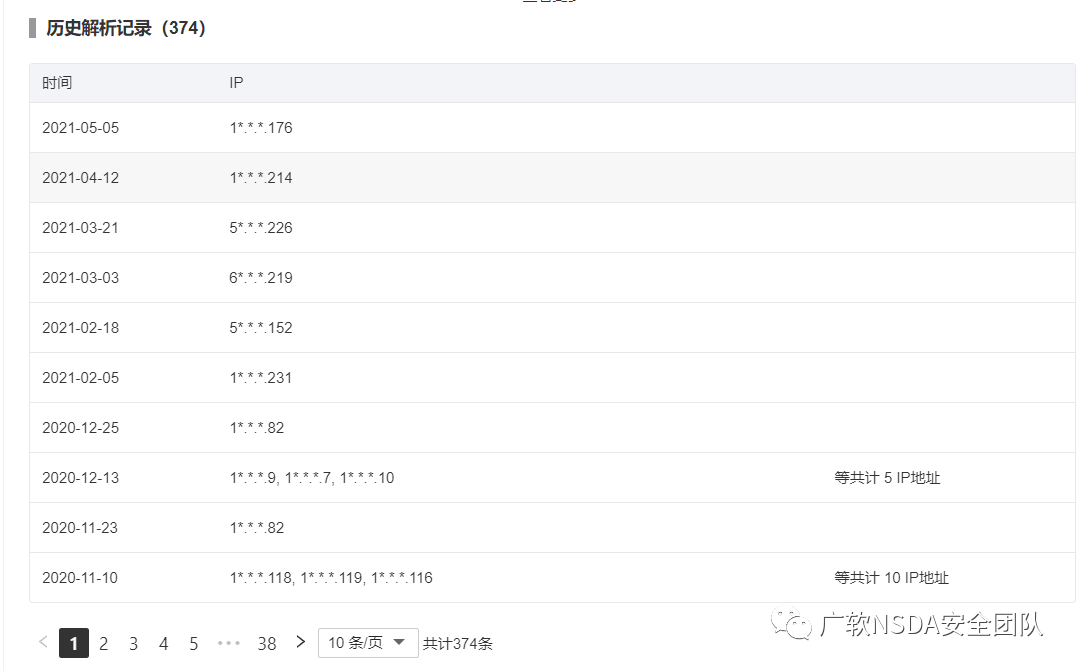 历史解析记录（374）
时间 IP
2021-05-05 1*.*.*.176
2021-04-12 1*.*.*.214
2021-03-21 5*.*.*.226
2021-03-03 6*.*.*.219
2021-02-18 5*.*.*.152
2021-02-05 1*.*.*.231
2020-12-25 1*.*.*.82
2020-12-13 1*.*.*.9, 1*.*.*.7, 1*.*.*.10 等共计 5 IP地址
2020-11-23 1*.*.*.82
2020-11-10 1*.*.*.118, 1*.*.*.119, 1*.*.*.116 等共计 10 IP地址
广软NSDA安全团队
< 1 2 3 4 5 ••• 38 > 10 条/页 共计374条